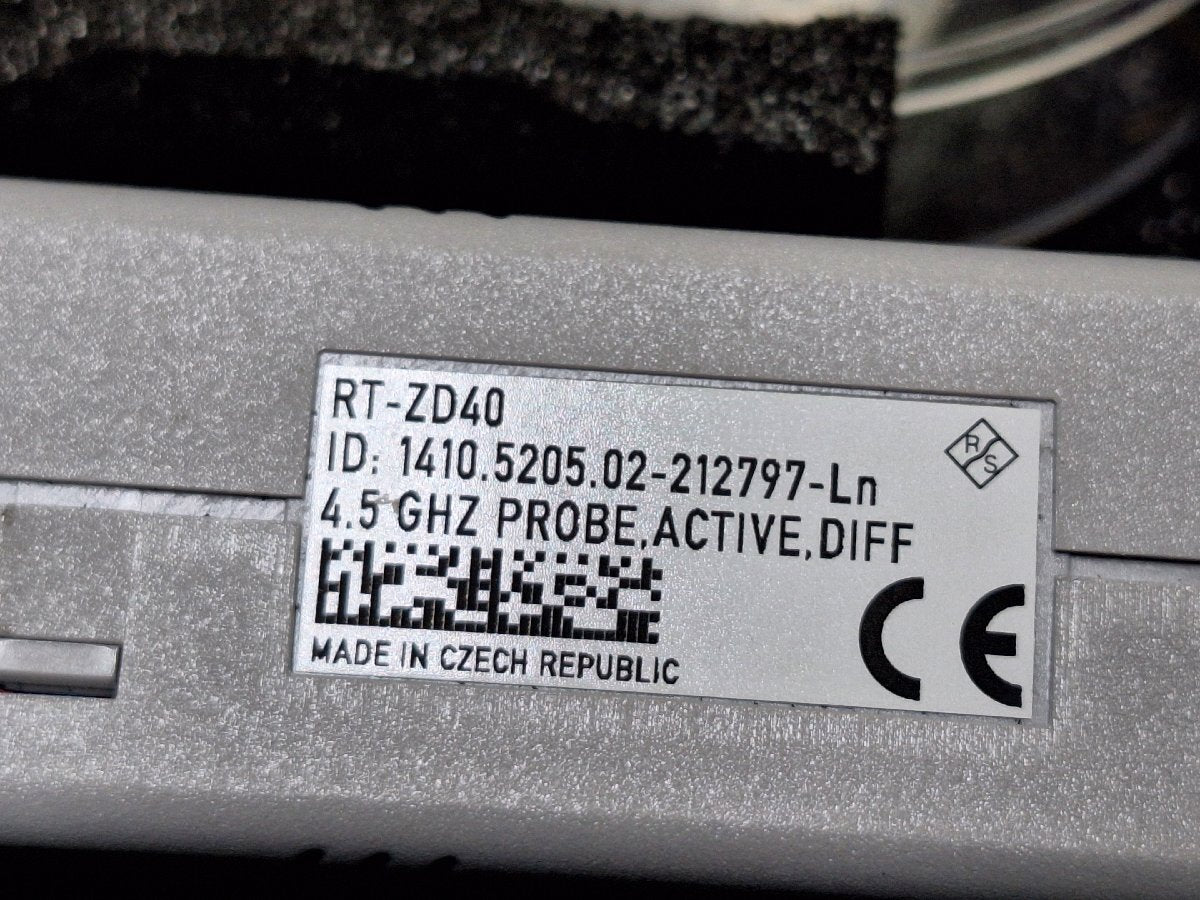 RT-ZD40
ID: 1410.5205.02-212797-Ln
R S
4.5 GHZ PROBE,ACTIVE,DIFF
CE
MADE IN CZECH REPUBLIC